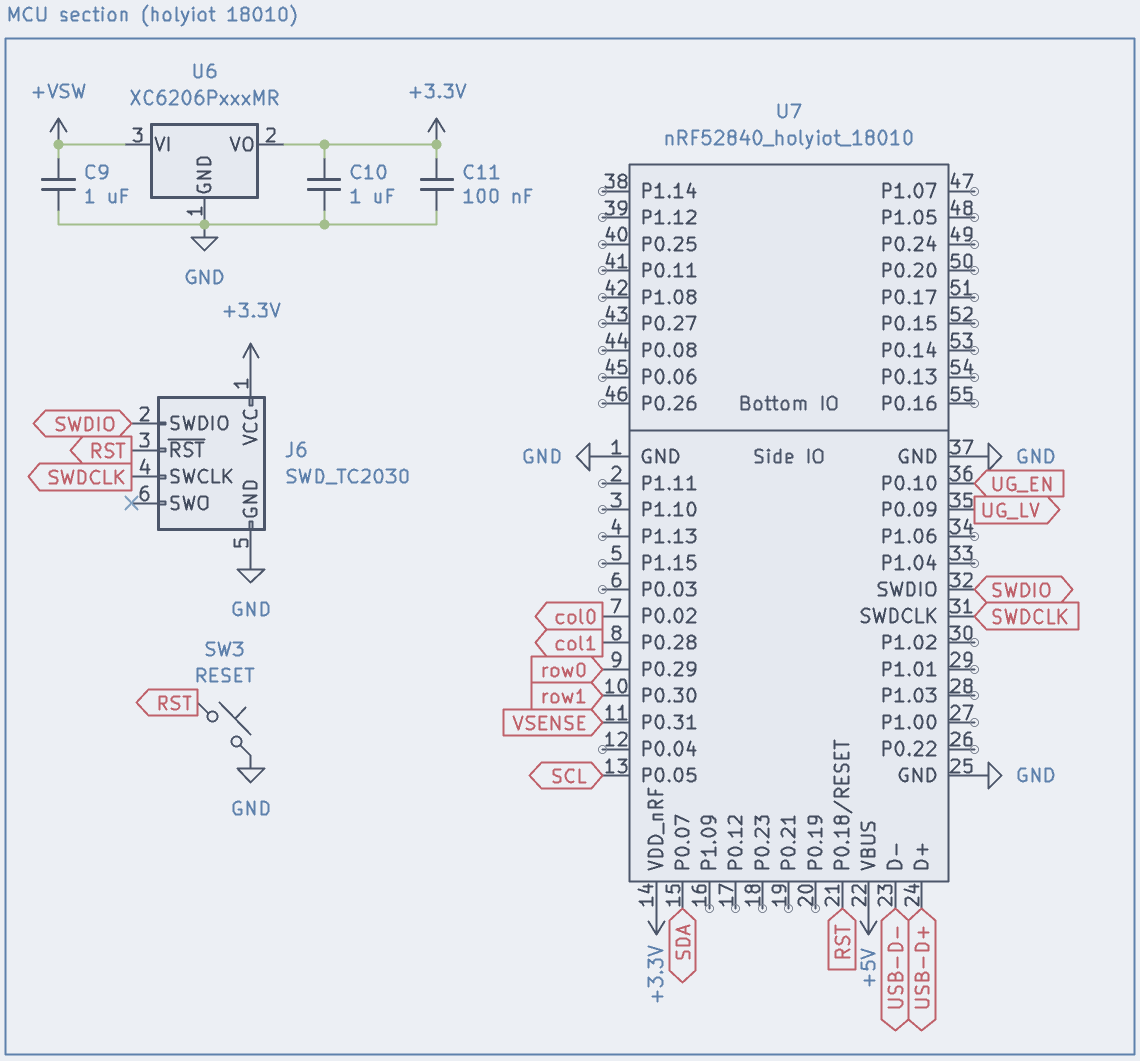 MCU section (holyiot 18010)
U6
XC6206PxxxMR
+VSW
+3.3V
3 VI
VO 2
GND
1
C9
1 uF
C10
1 uF
C11
100 nF
GND
+3.3V
1
VCC
SWDIO 2 SWDIO
RST 3 RST
SWDCLK 4 SWCLK
6 SWO
GND
5
J6
SWD_TC2030
GND
SW3
RESET
RST
GND
U7
nRF52840_holyiot_18010
38 P1.14 P1.07 47
39 P1.12 P1.05 48
40 P0.25 P0.24 49
41 P0.11 P0.20 50
42 P1.08 P0.17 51
43 P0.27 P0.15 52
44 P0.08 P0.14 53
45 P0.06 P0.13 54
46 P0.26 Bottom IO P0.16 55
GND 1 GND Side IO GND 37 GND
2 P1.11 P0.10 36 UG_EN
3 P1.10 P0.09 35 UG_LV
4 P1.13 P1.06 34
5 P1.15 P1.04 33
6 P0.03 SWDIO 32 SWDIO
col0 7 P0.02 SWDCLK 31 SWDCLK
col1 8 P0.28 P1.02 30
row0 9 P0.29 P1.01 29
row1 10 P0.30 P1.03 28
VSENSE 11 P0.31 P1.00 27
12 P0.04 P0.22 26
SCL 13 P0.05 GND 25 GND
VDD_nRF 14 +3.3V
P0.07 15 SDA
P1.09 16
P0.12 17
P0.23 18
P0.21 19
P0.19 20
P0.18/RESET 21 RST
VBUS 22 +5V
D- 23 USB-D-
D+ 24 USB-D+